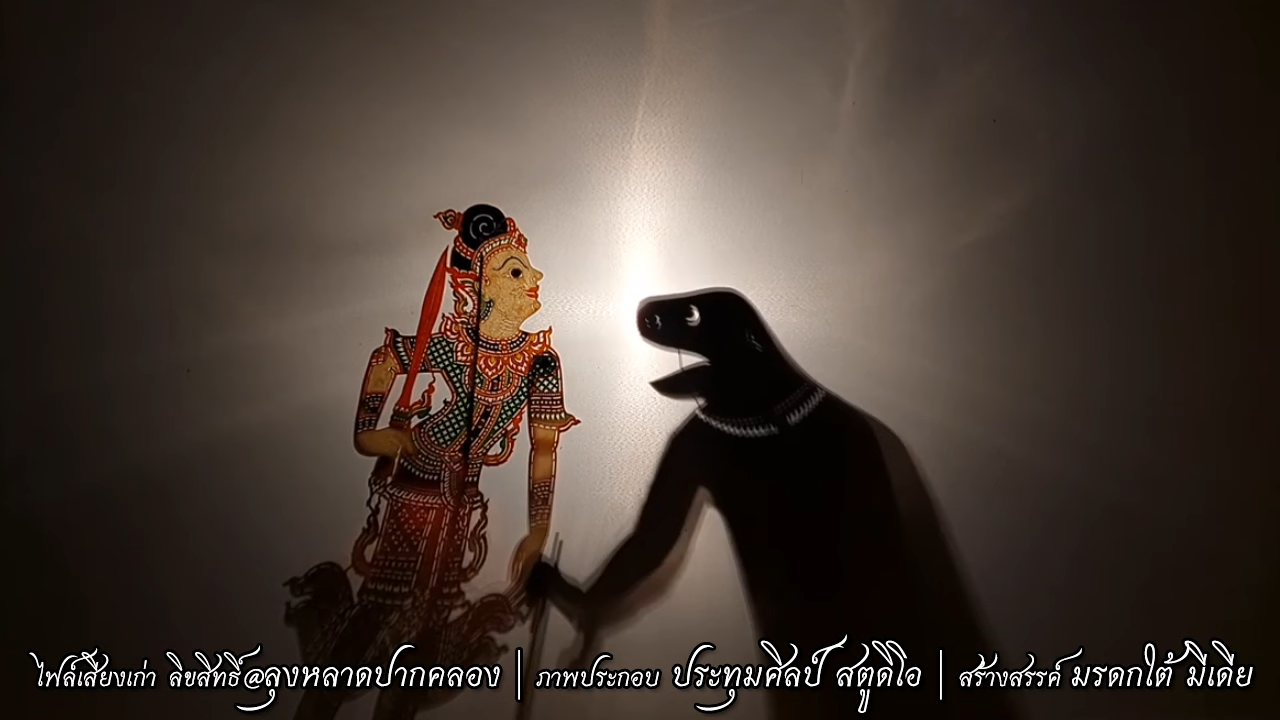 ไฟล์เสียงเก่า ลิขสิทธิ์@ลุงหลาดปากคลอง | ภาพประกอบ ประทุมศิลป์ สตูดิโอ | สร้างสรรค์ มรดกใต้ มีเดีย